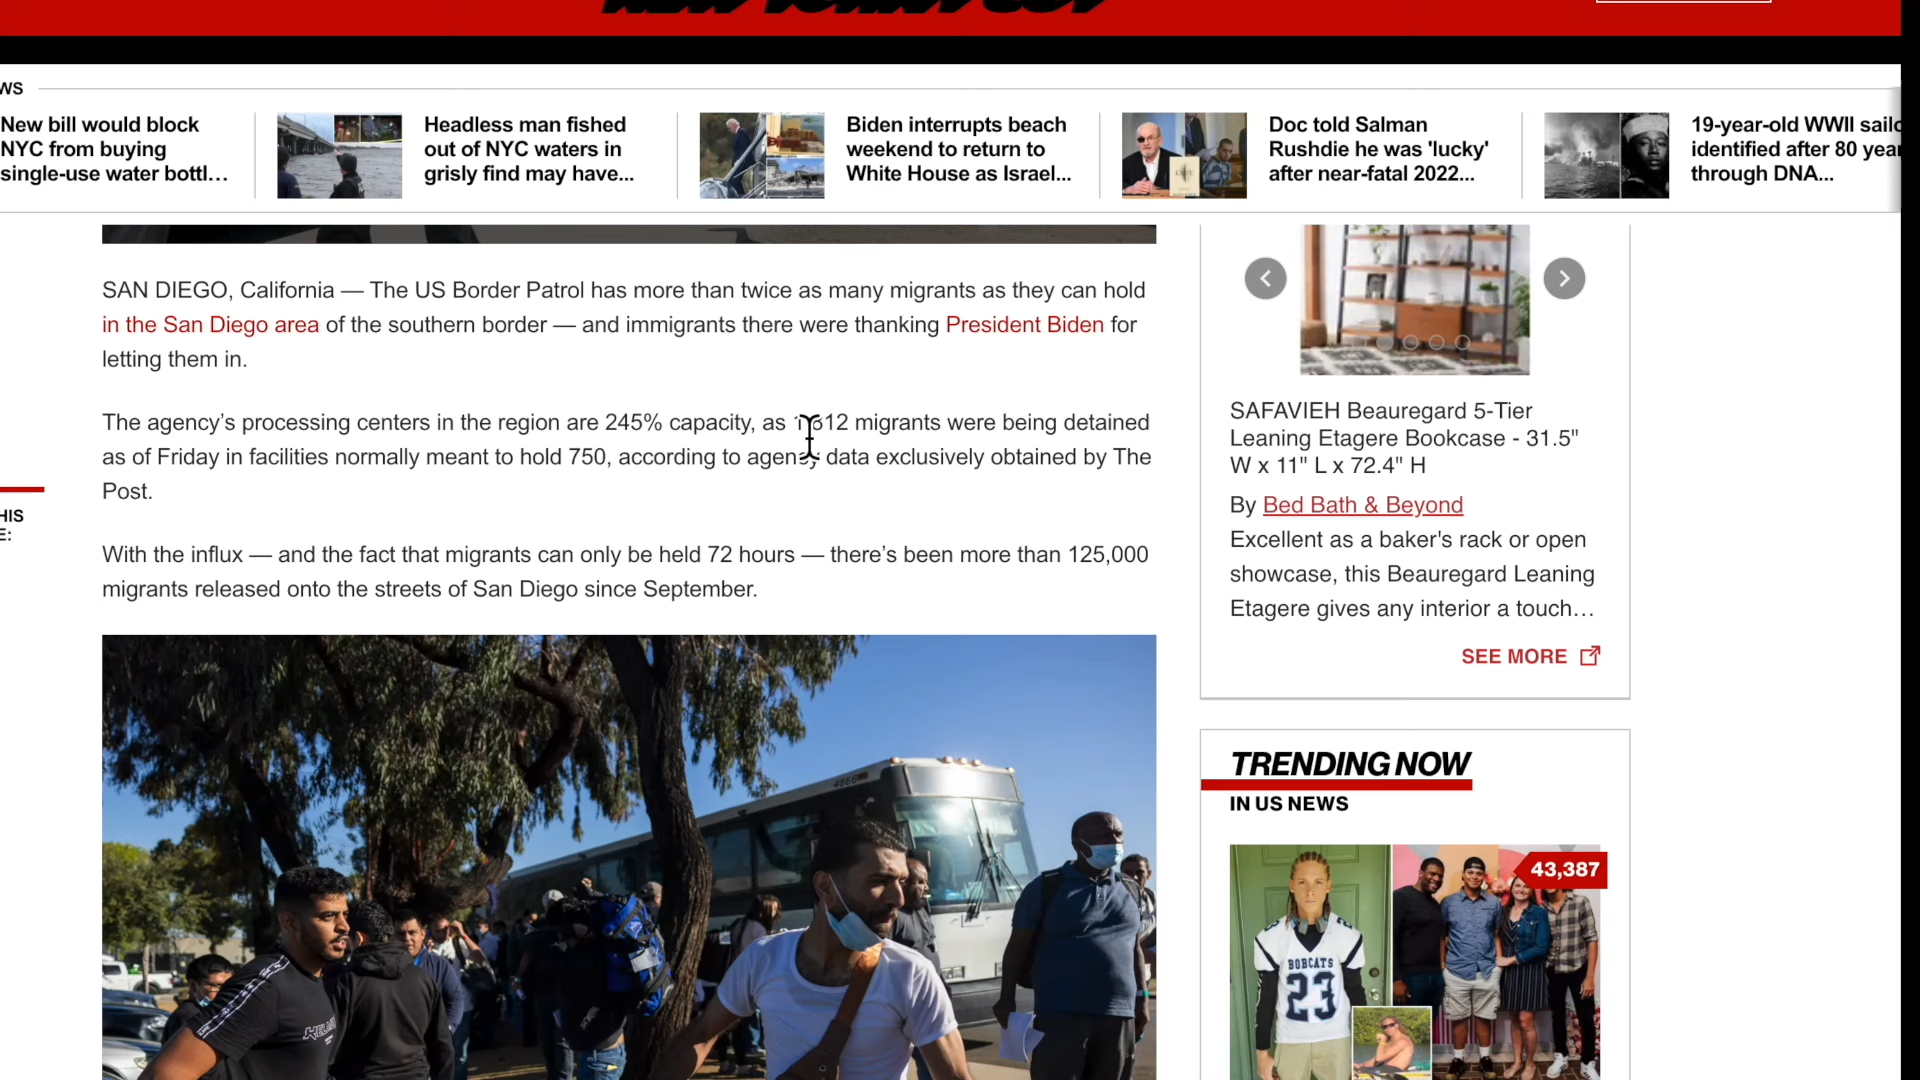 WS
New bill would block
NYC from buying
single-use water bottl...
Headless man fished
out of NYC waters in
grisly find may have...
Biden interrupts beach
weekend to return to
White House as Israel...
Doc told Salman
Rushdie he was 'lucky'
after near-fatal 2022...
19-year-old WWII sailo
identified after 80 year
through DNA...
SAN DIEGO, California — The US Border Patrol has more than twice as many migrants as they can hold
in the San Diego area of the southern border — and immigrants there were thanking President Biden for
letting them in.
The agency’s processing centers in the region are 245% capacity, as migrants were being detained
as of Friday in facilities normally meant to hold 750, according to agency data exclusively obtained by The
Post.
HIS
E:
With the influx — and the fact that migrants can only be held 72 hours — there’s been more than 125,000
migrants released onto the streets of San Diego since September.
4866
SAFAVIEH Beauregard 5-Tier
Leaning Etagere Bookcase - 31.5"
W x 11" L x 72.4" H
By Bed Bath & Beyond
Excellent as a baker's rack or open
showcase, this Beauregard Leaning
Etagere gives any interior a touch...
SEE MORE
TRENDING NOW
IN US NEWS
43,387
BOBCATS
23